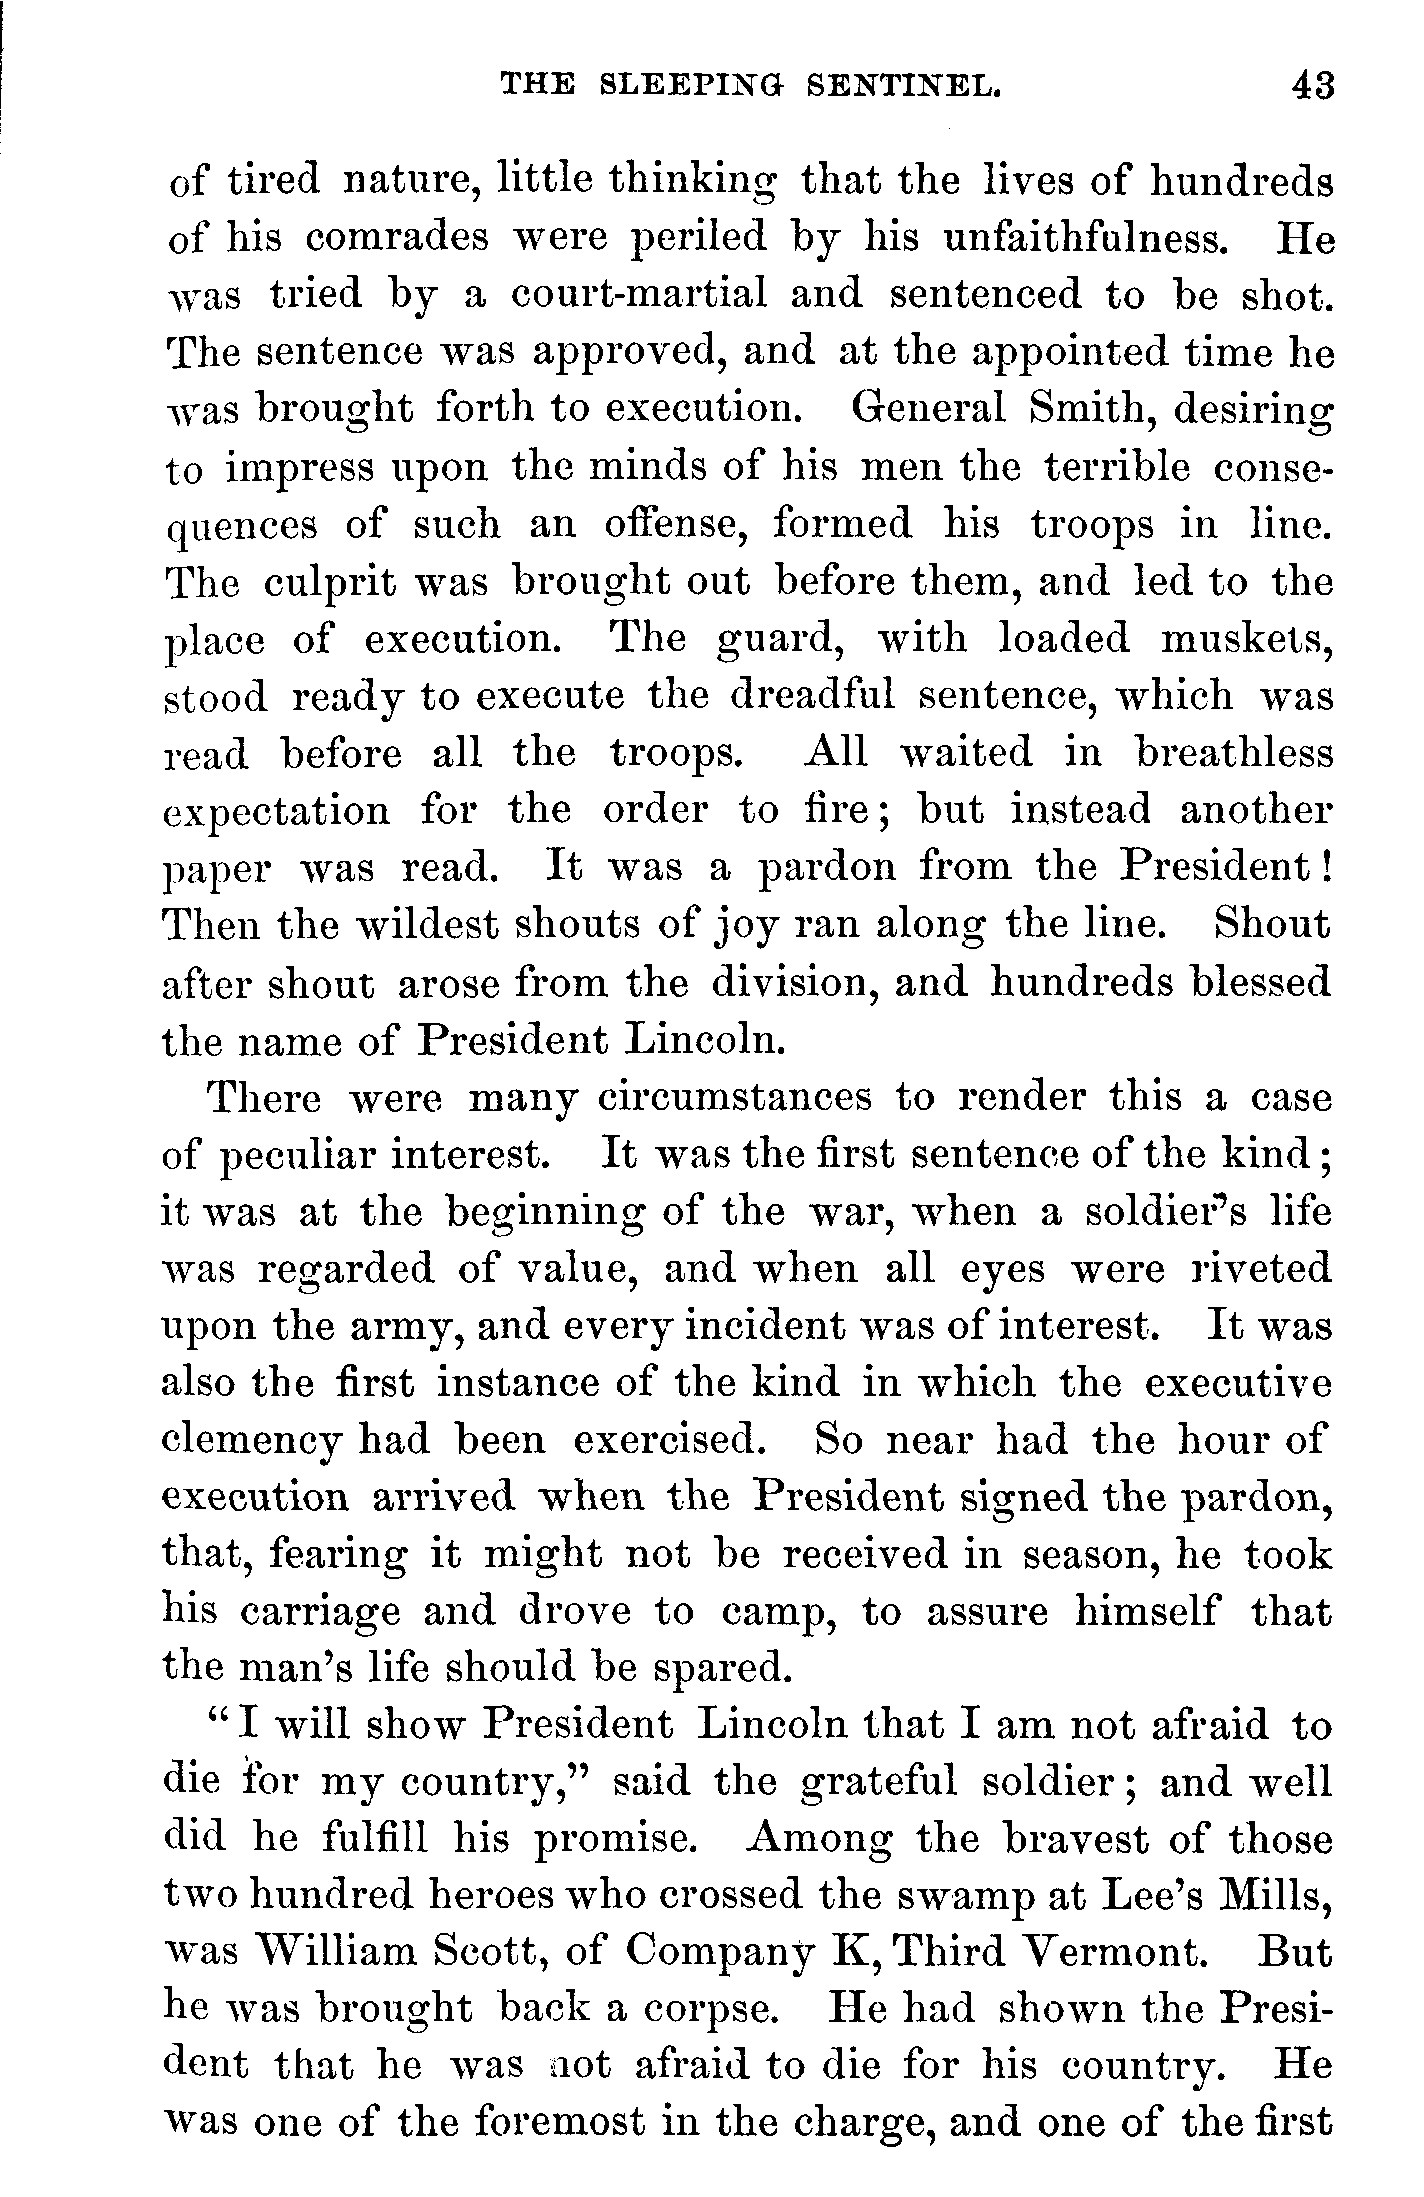 THE SLEEPING SENTINEL. 43
of tired nature, little thinking that the lives of hundreds
of his comrades were periled by his unfaithfulness. He
was tried by a court-martial and sentenced to be shot.
The sentence was approved, and at the appointed time he
was brought forth to execution. General Smith, desiring
to impress upon the minds of his men the terrible conse-
quences of such an offense, formed his troops in line.
The culprit was brought out before them, and led to the
place of execution. The guard, with loaded muskets,
stood ready to execute the dreadful sentence, which was
read before all the troops. All waited in breathless
expectation for the order to fire; but instead another
paper was read. It was a pardon from the President!
Then the wildest shouts of joy ran along the line. Shout
after shout arose from the division, and hundreds blessed
the name of President Lincoln.
There were many circumstances to render this a case
of peculiar interest. It was the first sentence of the kind;
it was at the beginning of the war, when a soldier's life
was regarded of value, and when all eyes were riveted
upon the army, and every incident was of interest. It was
also the first instance of the kind in which the executive
clemency had been exercised. So near had the hour of
execution arrived when the President signed the pardon,
that, fearing it might not be received in season, he took
his carriage and drove to camp, to assure himself that
the man's life should be spared.
"I will show President Lincoln that I am not afraid to
die for my country," said the grateful soldier; and well
did he fulfill his promise. Among the bravest of those
two hundred heroes who crossed the swamp at Lee's Mills,
was William Scott, of Company K, Third Vermont. But
he was brought back a corpse. He had shown the Presi-
dent that he was not afraid to die for his country. He
was one of the foremost in the charge, and one of the first